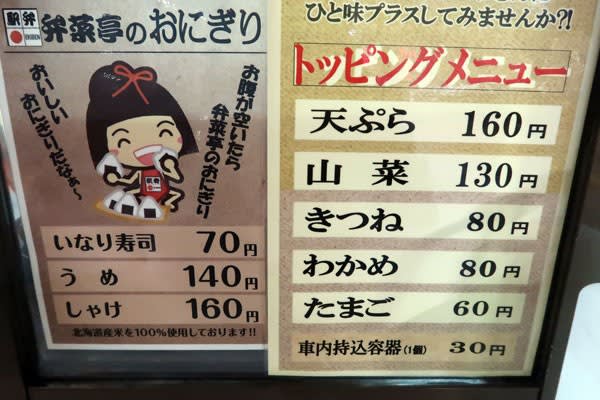 駅弁 弁菜亭のおにぎり
お腹が空いたら
弁菜亭のおにぎり
おいしい
おんぎりだなぁ〜
いなり寿司 70円
うめ 140円
しゃけ 160円
北海道産米を100%使用しております!!
ひと味プラスしてみませんか?!
トッピングメニュー
天ぷら 160円
山菜 130円
きつね 80円
わかめ 80円
たまご 60円
車内持込容器(1個) 30円